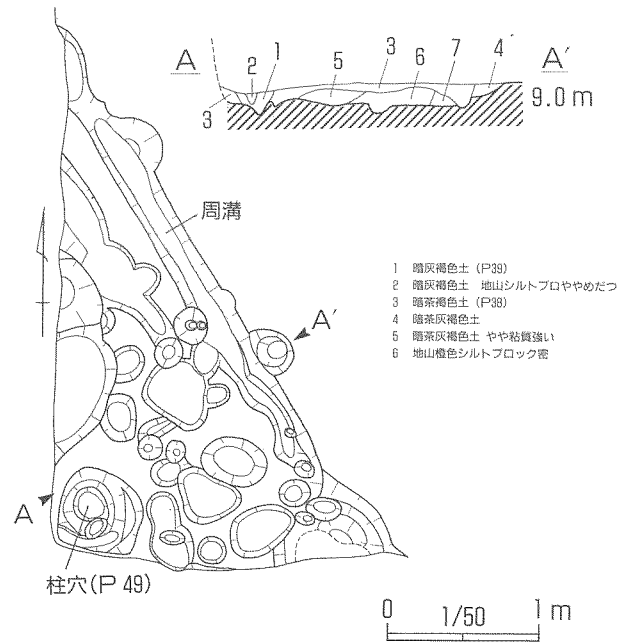 A 2 1 5 3 6 7 4 A′
3
9.0 m
周溝
1 暗灰褐色土 (P39)
2 暗灰褐色土 地山シルトブロややめだつ
3 暗茶褐色土 (P38)
4 暗茶灰褐色土
5 暗茶灰褐色土 やや粘質強い
6 地山橙色シルトブロック密
A′
A
柱穴(P 49)
0 1/50 1 m